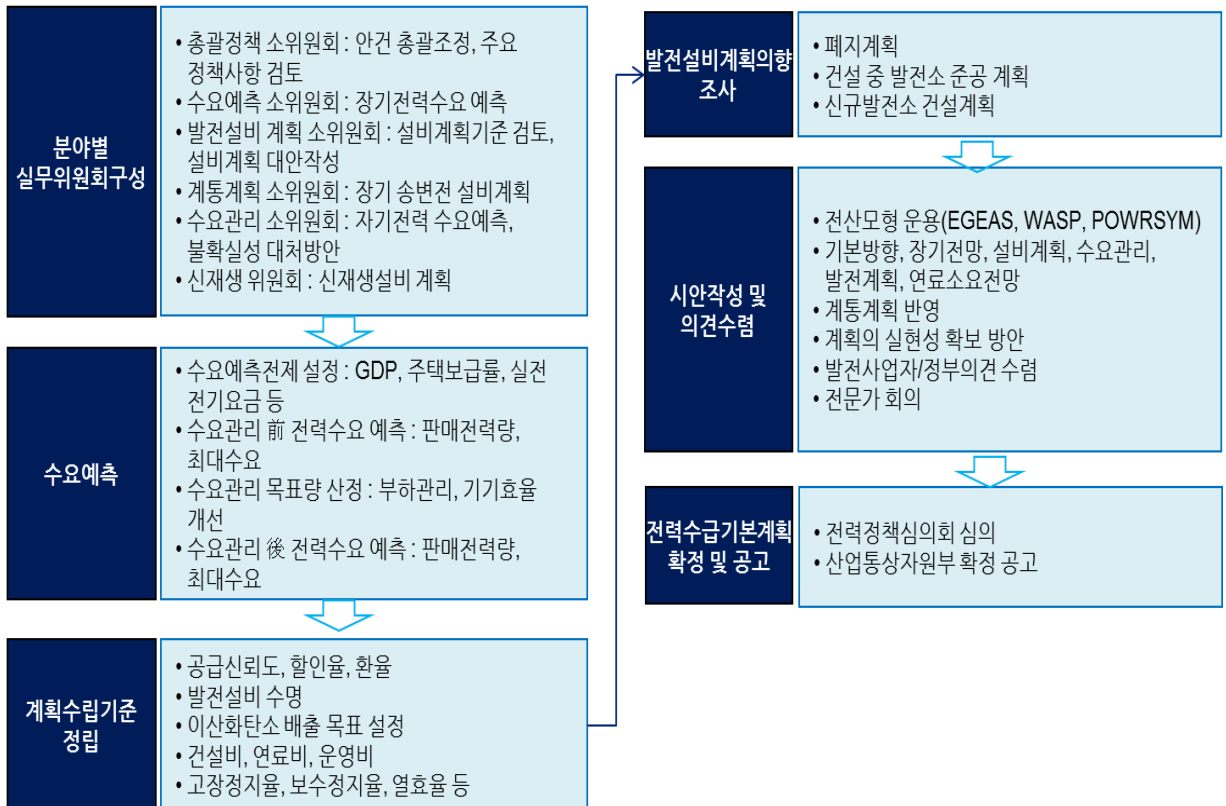 분야별
실무위원회구성
• 총괄정책 소위원회 : 안건 총괄조정, 주요
정책사항 검토
• 수요예측 소위원회 : 장기전력수요 예측
• 발전설비 계획 소위원회 : 설비계획기준 검토,
설비계획 대안작성
• 계통계획 소위원회 : 장기 송변전 설비계획
• 수요관리 소위원회 : 자기전력 수요예측,
불확실성 대처방안
• 신재생 위원회 : 신재생설비 계획
수요예측
• 수요예측전제 설정 : GDP, 주택보급률, 실전
전기요금 등
• 수요관리 前 전력수요 예측 : 판매전력량,
최대수요
• 수요관리 목표량 산정 : 부하관리, 기기효율
개선
• 수요관리 後 전력수요 예측 : 판매전력량,
최대수요
계획수립기준
정립
• 공급신뢰도, 할인율, 환율
• 발전설비 수명
• 이산화탄소 배출 목표 설정
• 건설비, 연료비, 운영비
• 고장정지율, 보수정지율, 열효율 등
발전설비계획의향
조사
• 폐지계획
• 건설 중 발전소 준공 계획
• 신규발전소 건설계획
시안작성 및
의견수렴
• 전산모형 운용(EGEAS, WASP, POWRSYM)
• 기본방향, 장기전망, 설비계획, 수요관리,
발전계획, 연료소요전망
• 계통계획 반영
• 계획의 실현성 확보 방안
• 발전사업자/정부의견 수렴
• 전문가 회의
전력수급기본계획
확정 및 공고
• 전력정책심의회 심의
• 산업통상자원부 확정 공고